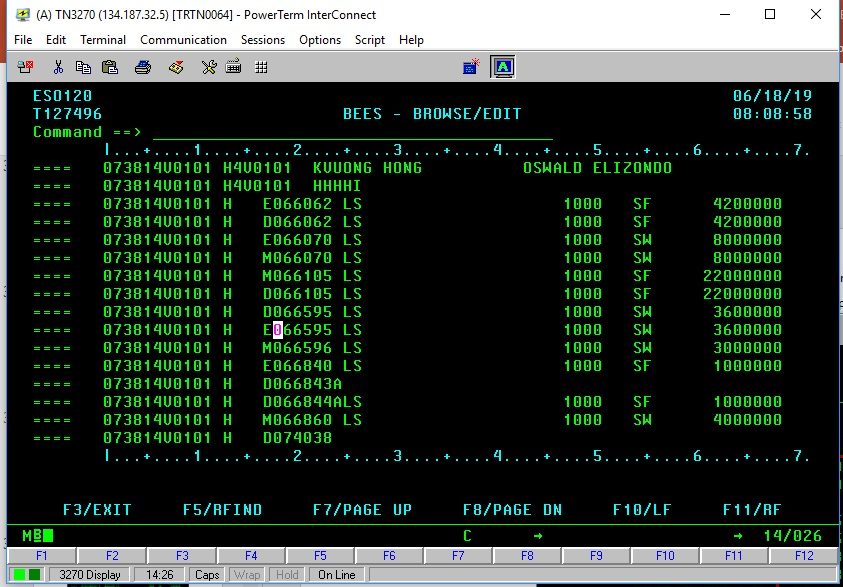 (A) TN3270 (134.187.32.5) [TRTN0064] - PowerTerm InterConnect
File Edit Terminal Communication Sessions Options Script Help
ESO120 06/18/19
T127496 BEES - BROWSE/EDIT 08:08:58
Command ==> ____________________________________________
|...+....1....+....2....+....3....+....4....+....5....+....6....+....7.
==== 073814V0101 H4V0101 KVUONG HONG OSWALD ELIZONDO
==== 073814V0101 H4V0101 HHHHI
==== 073814V0101 H E066062 LS 1000 SF 4200000
==== 073814V0101 H D066062 LS 1000 SF 4200000
==== 073814V0101 H E066070 LS 1000 SW 8000000
==== 073814V0101 H M066070 LS 1000 SW 8000000
==== 073814V0101 H M066105 LS 1000 SF 22000000
==== 073814V0101 H D066105 LS 1000 SF 22000000
==== 073814V0101 H D066595 LS 1000 SW 3600000
==== 073814V0101 H E066595 LS 1000 SW 3600000
==== 073814V0101 H M066596 LS 1000 SW 3000000
==== 073814V0101 H E066840 LS 1000 SF 1000000
==== 073814V0101 H D066843A
==== 073814V0101 H D066844ALS 1000 SF 1000000
==== 073814V0101 H M066860 LS 1000 SW 4000000
==== 073814V0101 H D074038
|...+....1....+....2....+....3....+....4....+....5....+....6....+....7.
F3/EXIT F5/RFIND F7/PAGE UP F8/PAGE DN F10/LF F11/RF
MB C → → 14/026
F1 F2 F3 F4 F5 F6 F7 F8 F9 F10 F11 F12
3270 Display 14:26 Caps Wrap Hold On Line